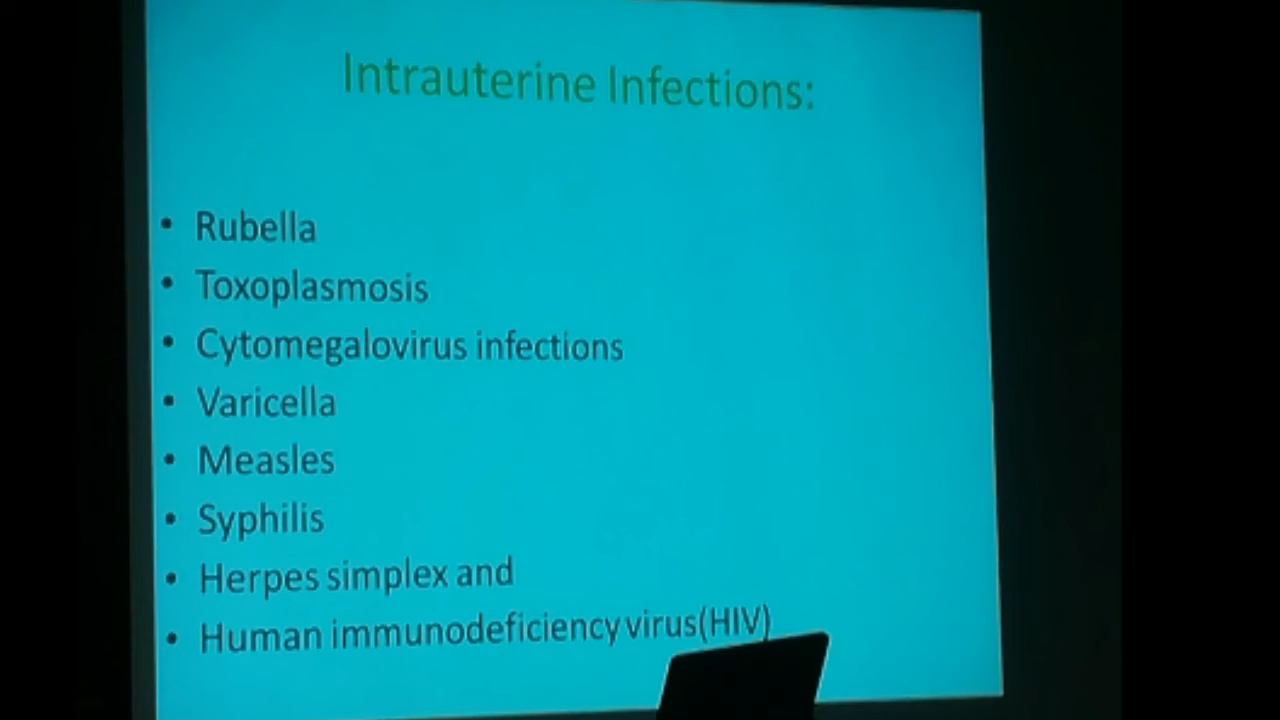 Intrauterine Infections:
• Rubella
• Toxoplasmosis
• Cytomegalovirus infections
• Varicella
• Measles
• Syphilis
• Herpes simplex and
• Human immunodeficiency virus(HIV)